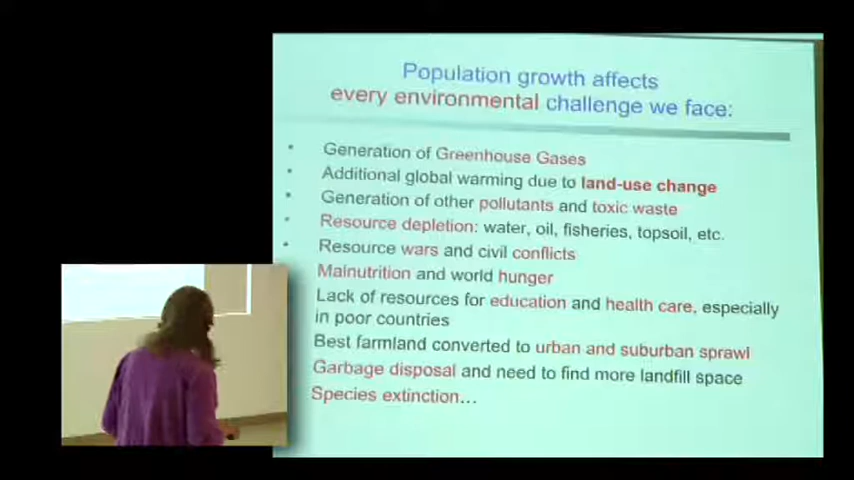 Population growth affects
every environmental challenge we face:
• Generation of Greenhouse Gases
• Additional global warming due to land-use change
• Generation of other pollutants and toxic waste
• Resource depletion: water, oil, fisheries, topsoil, etc.
• Resource wars and civil conflicts
Malnutrition and world hunger
Lack of resources for education and health care, especially
in poor countries
Best farmland converted to urban and suburban sprawl
Garbage disposal and need to find more landfill space
Species extinction...